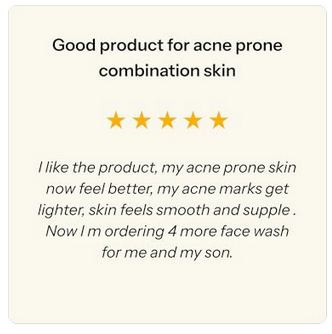 Good product for acne prone
combination skin
I like the product, my acne prone skin
now feel better, my acne marks get
lighter, skin feels smooth and supple .
Now I m ordering 4 more face wash
for me and my son.